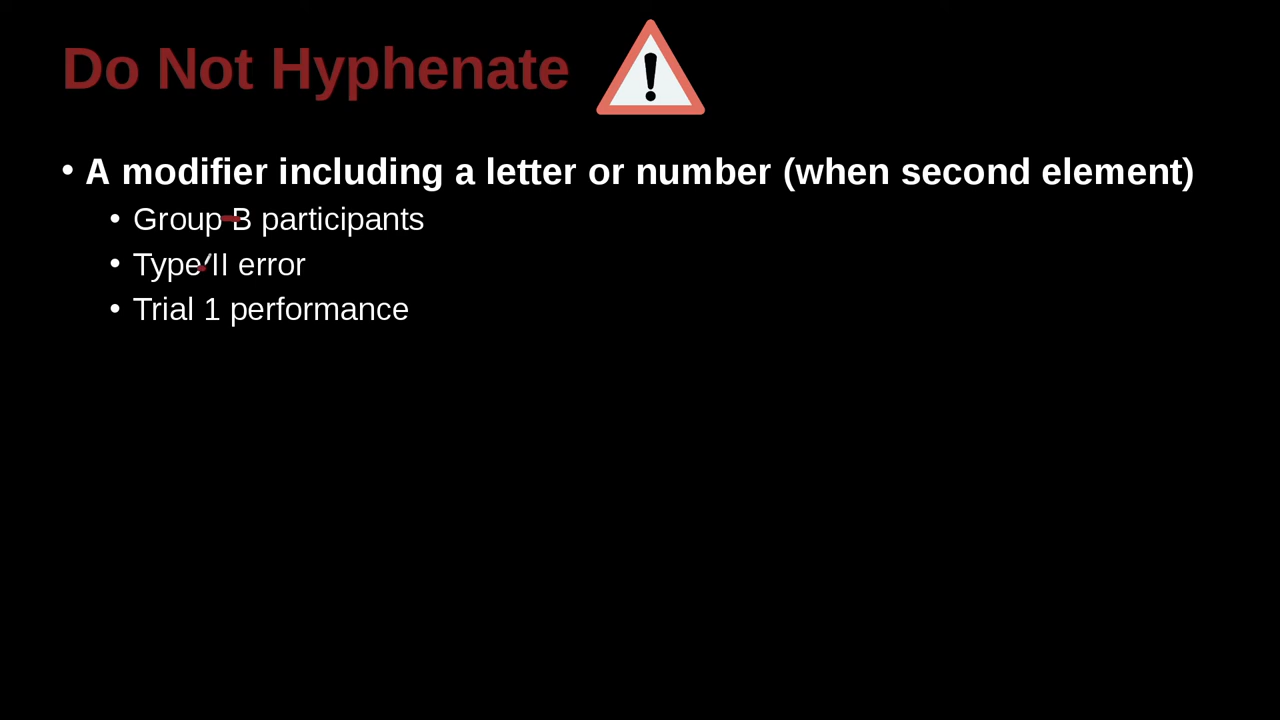 Do Not Hyphenate
• A modifier including a letter or number (when second element)
• Group B participants
• Type II error
• Trial 1 performance